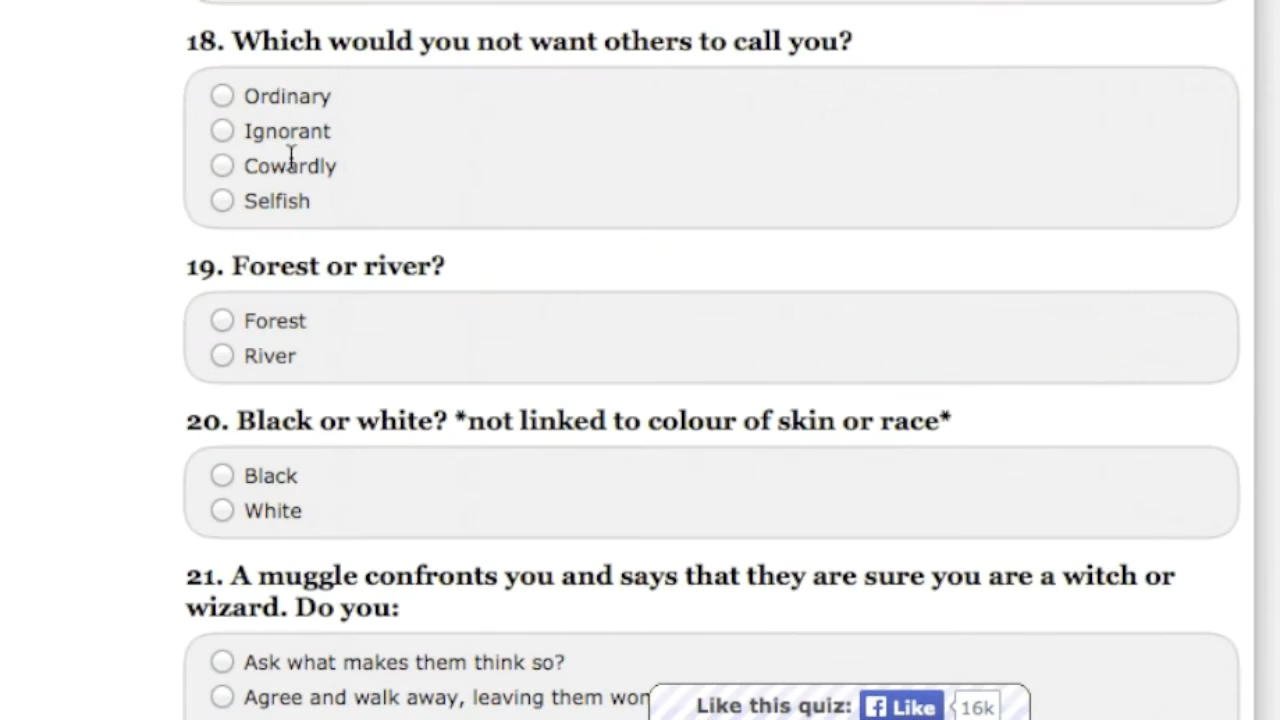 18. Which would you not want others to call you?
Ordinary
Ignorant
Cowardly
Selfish
19. Forest or river?
Forest
River
20. Black or white? *not linked to colour of skin or race*
Black
White
21. A muggle confronts you and says that they are sure you are a witch or
wizard. Do you:
Ask what makes them think so?
Agree and walk away, leaving them
Like this quiz: Like 16k